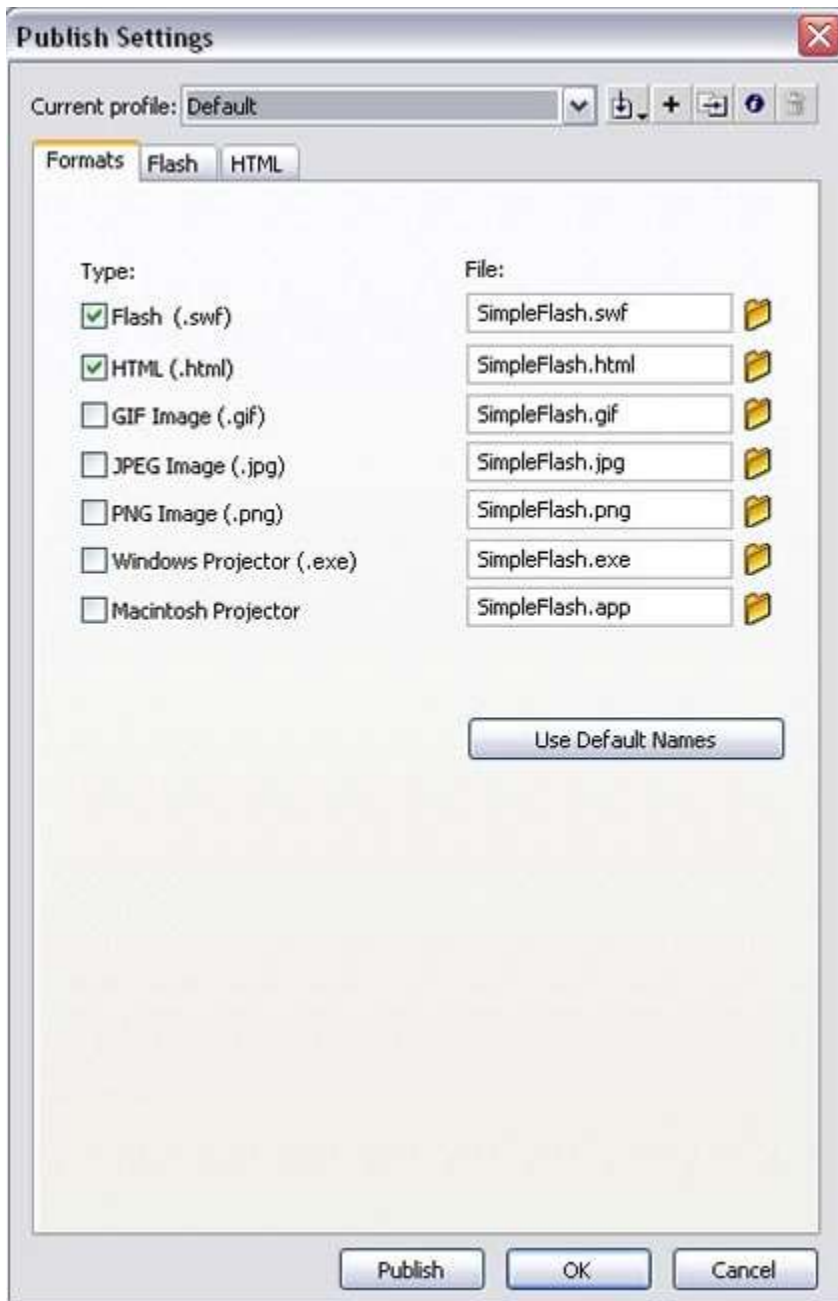 Publish Settings
Current profile: Default
Formats Flash HTML
Type: File:
Flash (.swf) SimpleFlash.swf
HTML (.html) SimpleFlash.html
GIF Image (.gif) SimpleFlash.gif
JPEG Image (.jpg) SimpleFlash.jpg
PNG Image (.png) SimpleFlash.png
Windows Projector (.exe) SimpleFlash.exe
Macintosh Projector SimpleFlash.app
Use Default Names
Publish OK Cancel